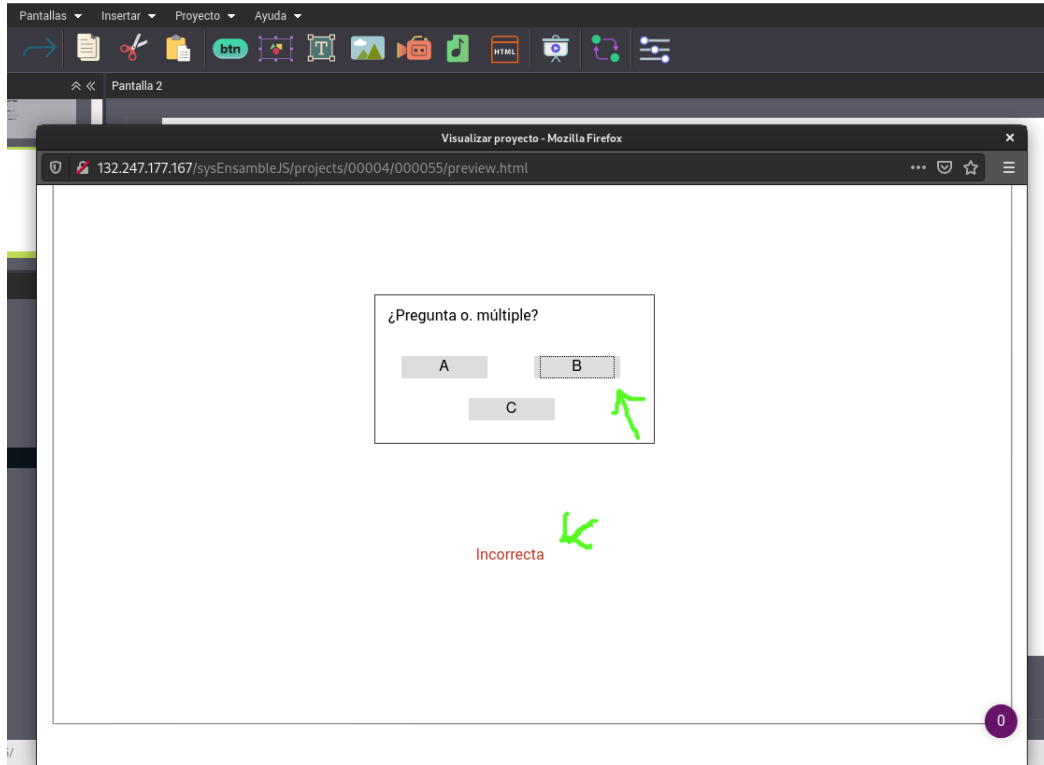 Pantallas Insertar Proyecto Ayuda
btn T HTML
Pantalla 2
Visualizar proyecto - Mozilla Firefox
132.247.177.167/sysEnsambleJS/projects/00004/000055/preview.html
¿Pregunta o. múltiple?
A B
C
Incorrecta
0